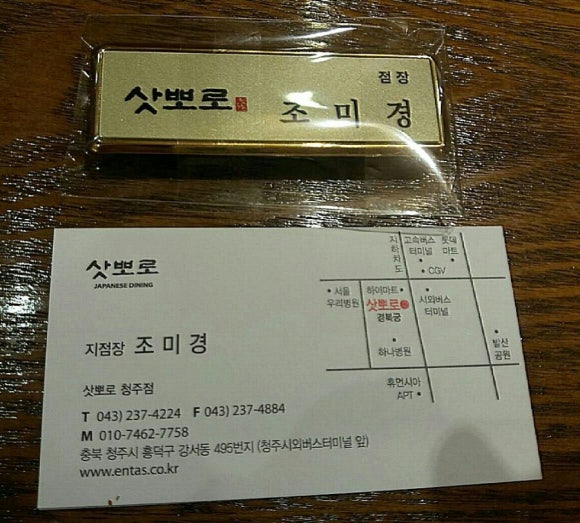 점장
삿뽀로
조미경
삿뽀로
JAPANESE DINING
지점장 조미경
삿뽀로 청주점
T 043) 237-4224 F 043) 237-4884
M 010-7462-7758
충북 청주시 흥덕구 강서동 495번지 (청주시외버스터미널 앞)
www.entas.co.kr
지하차도
고속버스
터미널
롯데
마트
CGV
서울
우리병원
하이마트
삿뽀로
경복궁
시외버스
터미널
하나병원
발산
공원
휴먼시아
APT